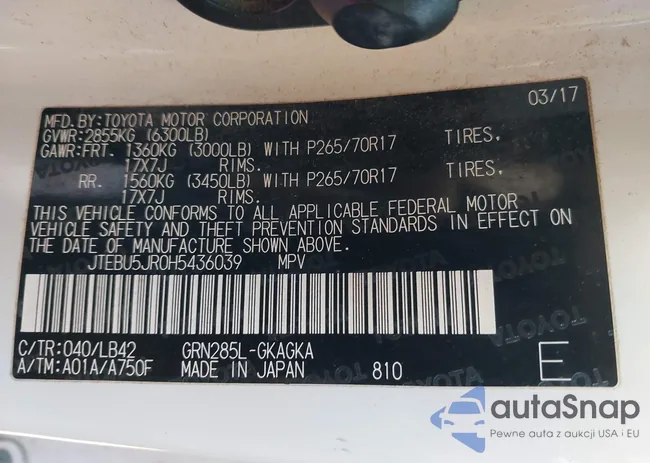 MFD.BY:TOYOTA MOTOR CORPORATION 03/17
GVWR:2855KG (6300LB)
GAWR:FRT. 1360KG (3000LB) WITH P265/70R17 TIRES,
17X7J RIMS.
RR. 1560KG (3450LB) WITH P265/70R17 TIRES,
17X7J RIMS.
THIS VEHICLE CONFORMS TO ALL APPLICABLE FEDERAL MOTOR
VEHICLE SAFETY AND THEFT PREVENTION STANDARDS IN EFFECT ON
THE DATE OF MANUFACTURE SHOWN ABOVE.
JTEBU5JR0H5436039 MPV
C/TR:040/LB42 GRN285L-GKAGKA
A/TM:A01A/A750F MADE IN JAPAN 810 E
autaSnap
Pewne auta z aukcji USA i EU